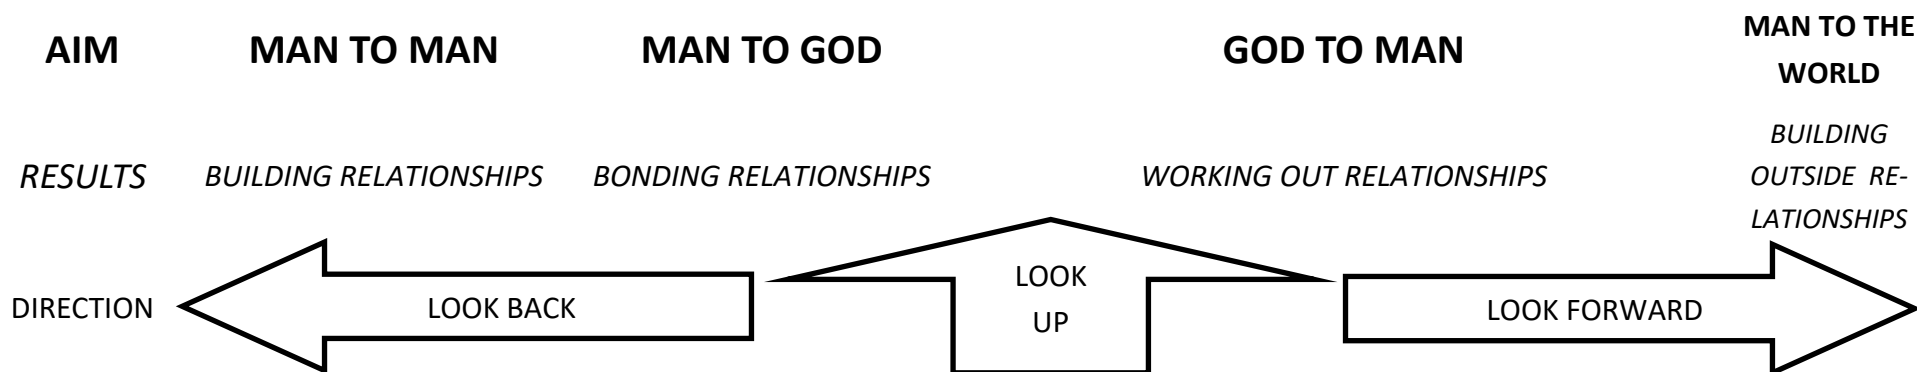 AIM MAN TO MAN MAN TO GOD GOD TO MAN MAN TO THE
WORLD
RESULTS BUILDING RELATIONSHIPS BONDING RELATIONSHIPS WORKING OUT RELATIONSHIPS BUILDING
OUTSIDE RE-
LATIONSHIPS
DIRECTION LOOK BACK LOOK
UP LOOK FORWARD